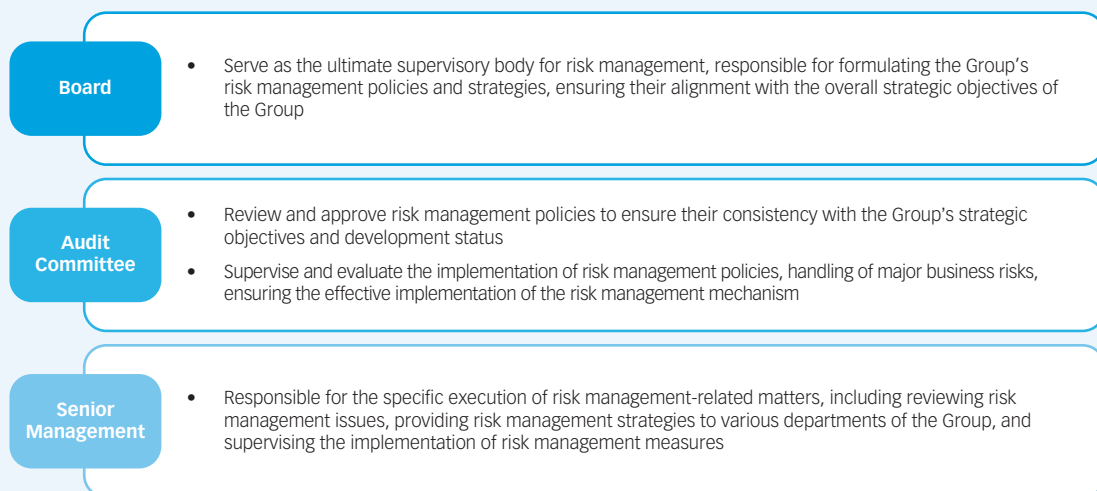 Board
• Serve as the ultimate supervisory body for risk management, responsible for formulating the Group's
risk management policies and strategies, ensuring their alignment with the overall strategic objectives of
the Group
Audit
Committee
• Review and approve risk management policies to ensure their consistency with the Group's strategic
objectives and development status
• Supervise and evaluate the implementation of risk management policies, handling of major business risks,
ensuring the effective implementation of the risk management mechanism
Senior
Management
• Responsible for the specific execution of risk management-related matters, including reviewing risk
management issues, providing risk management strategies to various departments of the Group, and
supervising the implementation of risk management measures